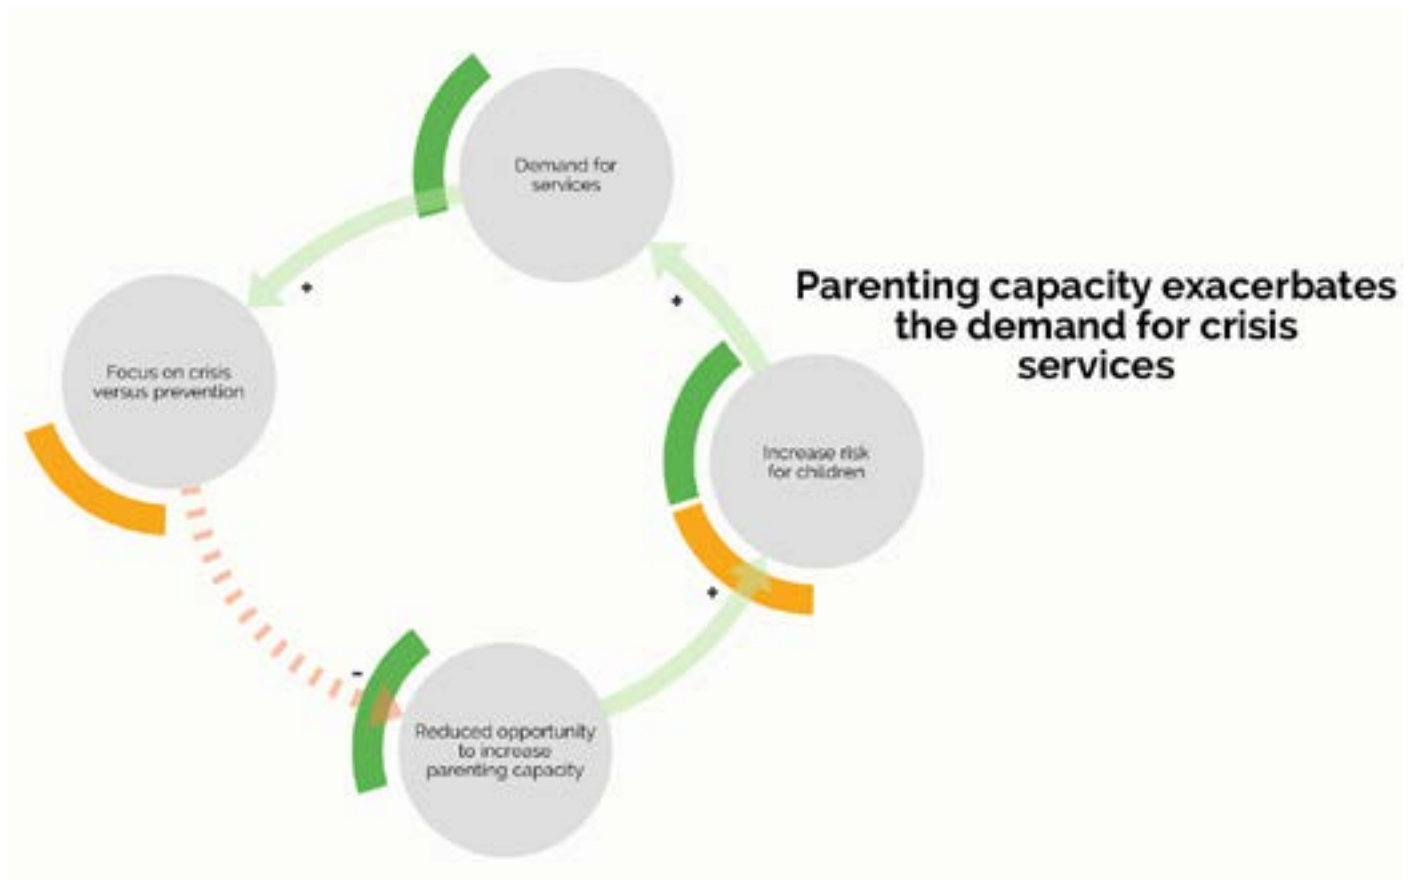 Demand for
services
+
+
Parenting capacity exacerbates
the demand for crisis
services
Focus on crisis
versus prevention
Increase risk
for children
+
-
Reduced opportunity
to increase
parenting capacity